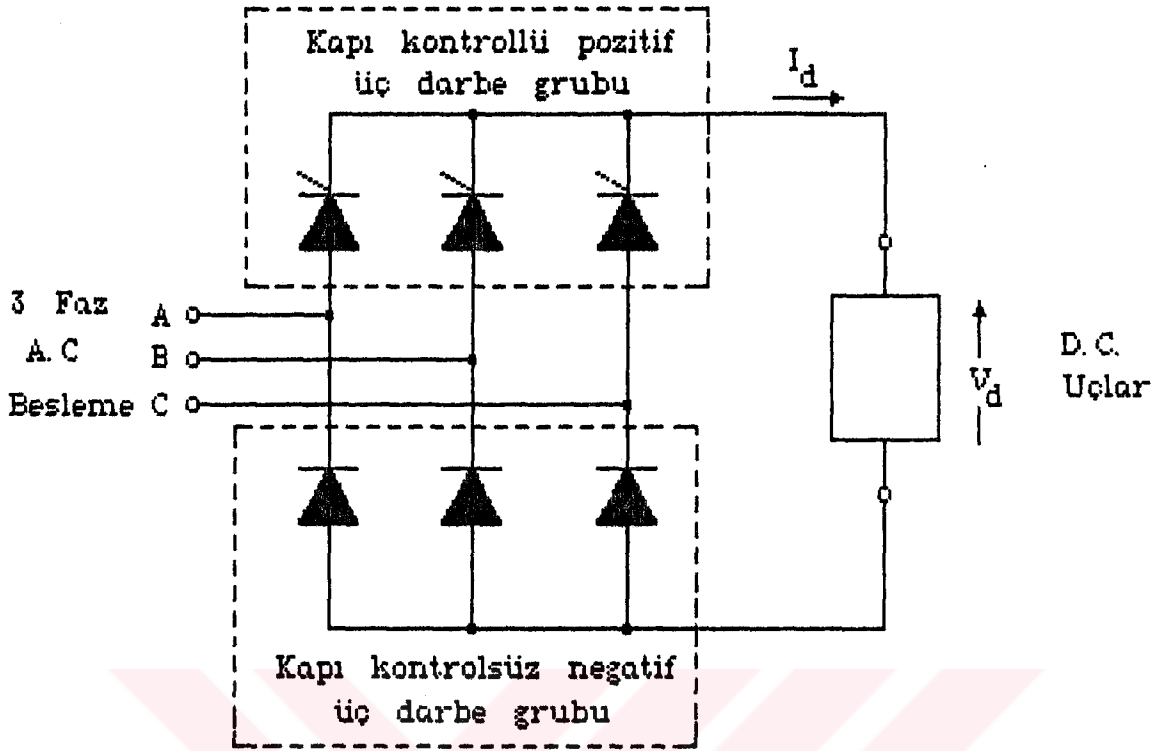 Kapı kontrollü pozitif
üç darbe grubu
I_d
3 Faz
A
A.C
B
Besleme C
V_d
D.C.
Uçlar
Kapı kontrolsüz negatif
üç darbe grubu